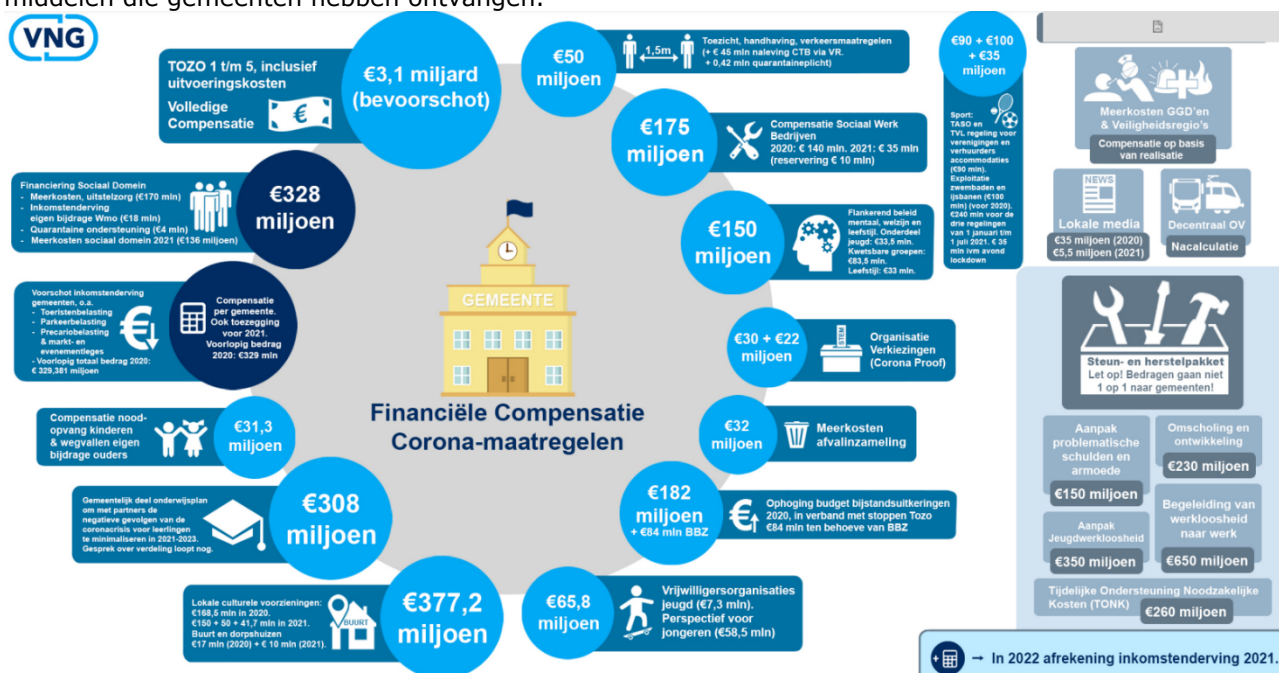 middelen die gemeenten hebben ontvangen.
VNG
TOZO 1 t/m 5, inclusief
uitvoeringskosten
Volledige
Compensatie
€3,1 miljard
(bevoorschot)
€50
miljoen
Toezicht, handhaving, verkeersmaatregelen
(+ € 45 mln naleving CTB via VR.
+ 0,42 mln quarantaineplicht)
1,5m
€175
miljoen
Compensatie Sociaal Werk
Bedrijven
2020: € 140 mln. 2021: € 35 mln
(reservering € 10 mln)
€150
miljoen
Flankerend beleid
mentaal, welzijn en
leefstijl. Onderdeel
jeugd: €33,5 mln.
Kwetsbare groepen:
€83,5 mln.
Leefstijl: €33 mln.
€30 + €22
miljoen
STEM
Organisatie
Verkiezingen
(Corona Proof)
€32
miljoen
Meerkosten
afvalinzameling
€182
miljoen
+ €84 mln BBZ
Ophoging budget bijstandsuitkeringen
2020, in verband met stoppen Tozo
€84 mln ten behoeve van BBZ
€65,8
miljoen
Vrijwilligersorganisaties
jeugd (€7,3 mln).
Perspectief voor
jongeren (€58,5 mln)
€377,2
miljoen
Lokale culturele voorzieningen:
€168,5 mln in 2020.
€150 + 50 + 41,7 mln in 2021.
Buurt en dorpshuizen
€17 mln (2020) + € 10 mln (2021).
BUURT
€308
miljoen
Gemeentelijk deel onderwijsplan
om met partners de
negatieve gevolgen van de
coronacrisis voor leerlingen
te minimaliseren in 2021-2023.
Gesprek over verdeling loopt nog.
€31,3
miljoen
Compensatie nood-
opvang kinderen
& wegvallen eigen
bijdrage ouders
Compensatie
per gemeente.
Ook toezegging
voor 2021.
Voorlopig bedrag
2020: €329 mln
Voorschot inkomstenderving
gemeenten, o.a.
- Toeristenbelasting
- Parkeerbelasting
- Precariobelasting
& markt- en
evenementleges
- Voorlopig totaal bedrag 2020:
€ 329,381 miljoen
€328
miljoen
Financiering Sociaal Domein
- Meerkosten, uitstelzorg (€170 mln)
- Inkomstenderving
eigen bijdrage Wmo (€18 mln)
- Quarantaine ondersteuning (€4 mln)
- Meerkosten sociaal domein 2021 (€136 miljoen)
GEMEENTE
Financiële Compensatie
Corona-maatregelen
€90 + €100
+ €35
miljoen
Sport:
TASO en
TVL regeling voor
verenigingen en
verhuurders
accommodaties
(€90 mln).
Exploitatie
zwembaden en
ijsbanen (€100
mln) (voor 2020).
€240 mln voor de
drie regelingen
van 1 januari t/m
1 juli 2021. € 35
mln ivm avond
lockdown
Meerkosten GGD'en
& Veiligheidsregio's
Compensatie op basis
van realisatie
NEWS
Lokale media
€35 miljoen (2020)
€5,5 miljoen (2021)
Decentraal OV
Nacalculatie
Steun- en herstelpakket
Let op! Bedragen gaan niet
1 op 1 naar gemeenten!
Aanpak
problematische
schulden en
armoede
€150 miljoen
Omscholing en
ontwikkeling
€230 miljoen
Aanpak
Jeugdwerkloosheid
€350 miljoen
Begeleiding van
werkloosheid
naar werk
€650 miljoen
Tijdelijke Ondersteuning Noodzakelijke
Kosten (TONK)
€260 miljoen
→ In 2022 afrekening inkomstenderving 2021.